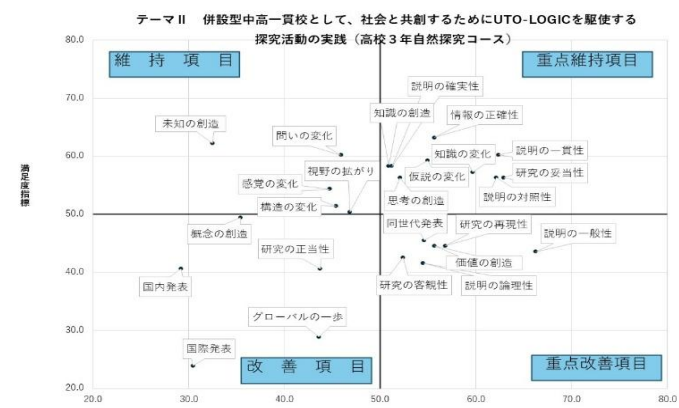 テーマⅡ 併設型中高一貫校として、社会と共創するためにUTO-LOGICを駆使する
探究活動の実践（高校３年自然探究コース）
80.0
維 持 項 目
重点維持項目
説明の確実性
70.0
知識の創造
情報の正確性
未知の創造
問いの変化
60.0
知識の変化
説明の一貫性
視野の拡がり
仮説の変化
研究の妥当性
感覚の変化
思考の創造
説明の対照性
構造の変化
満足度指標
50.0
概念の創造
同世代発表
研究の再現性
説明の一般性
研究の正当性
価値の創造
40.0
国内発表
研究の客観性
説明の論理性
グローバルの一歩
30.0
国際発表
改 善 項 目
重点改善項目
20.0
20.0 30.0 40.0 50.0 60.0 70.0 80.0